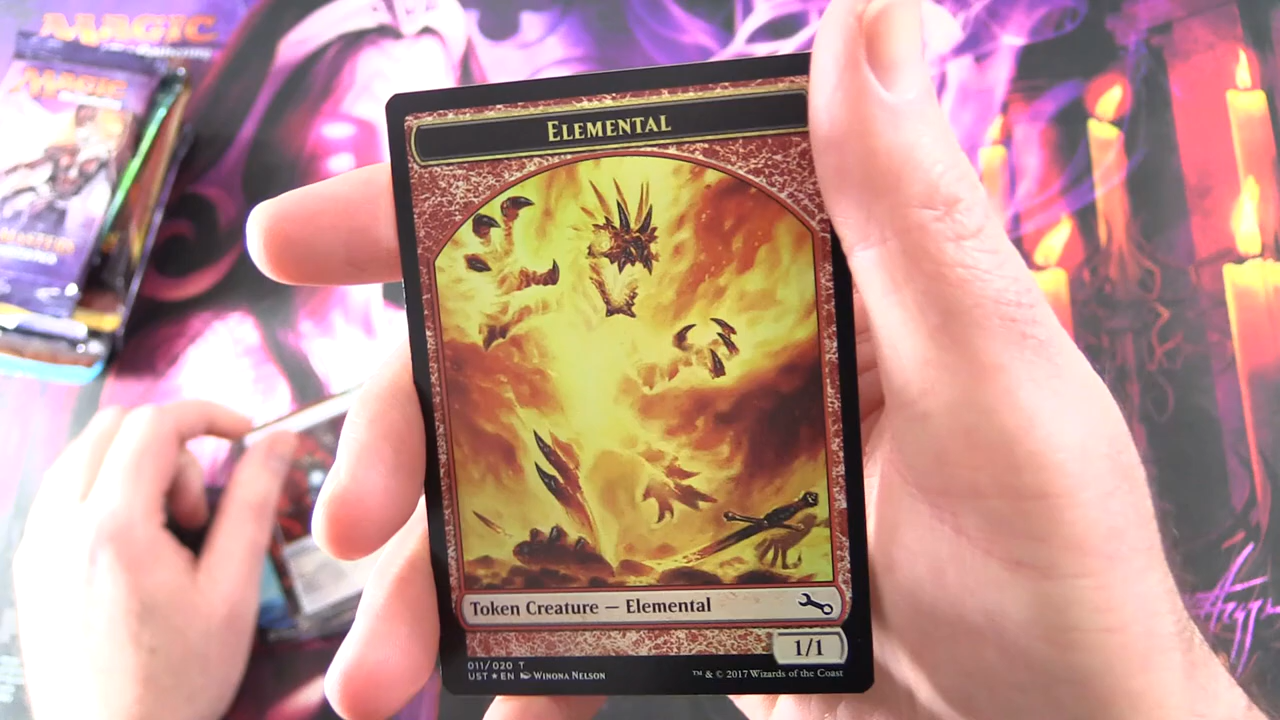 MAGIC
MAGIC
ELEMENTAL
Token Creature — Elemental
1/1
011/020 T
UST ★ EN WINONA NELSON
™ & © 2017 Wizards of the Coast